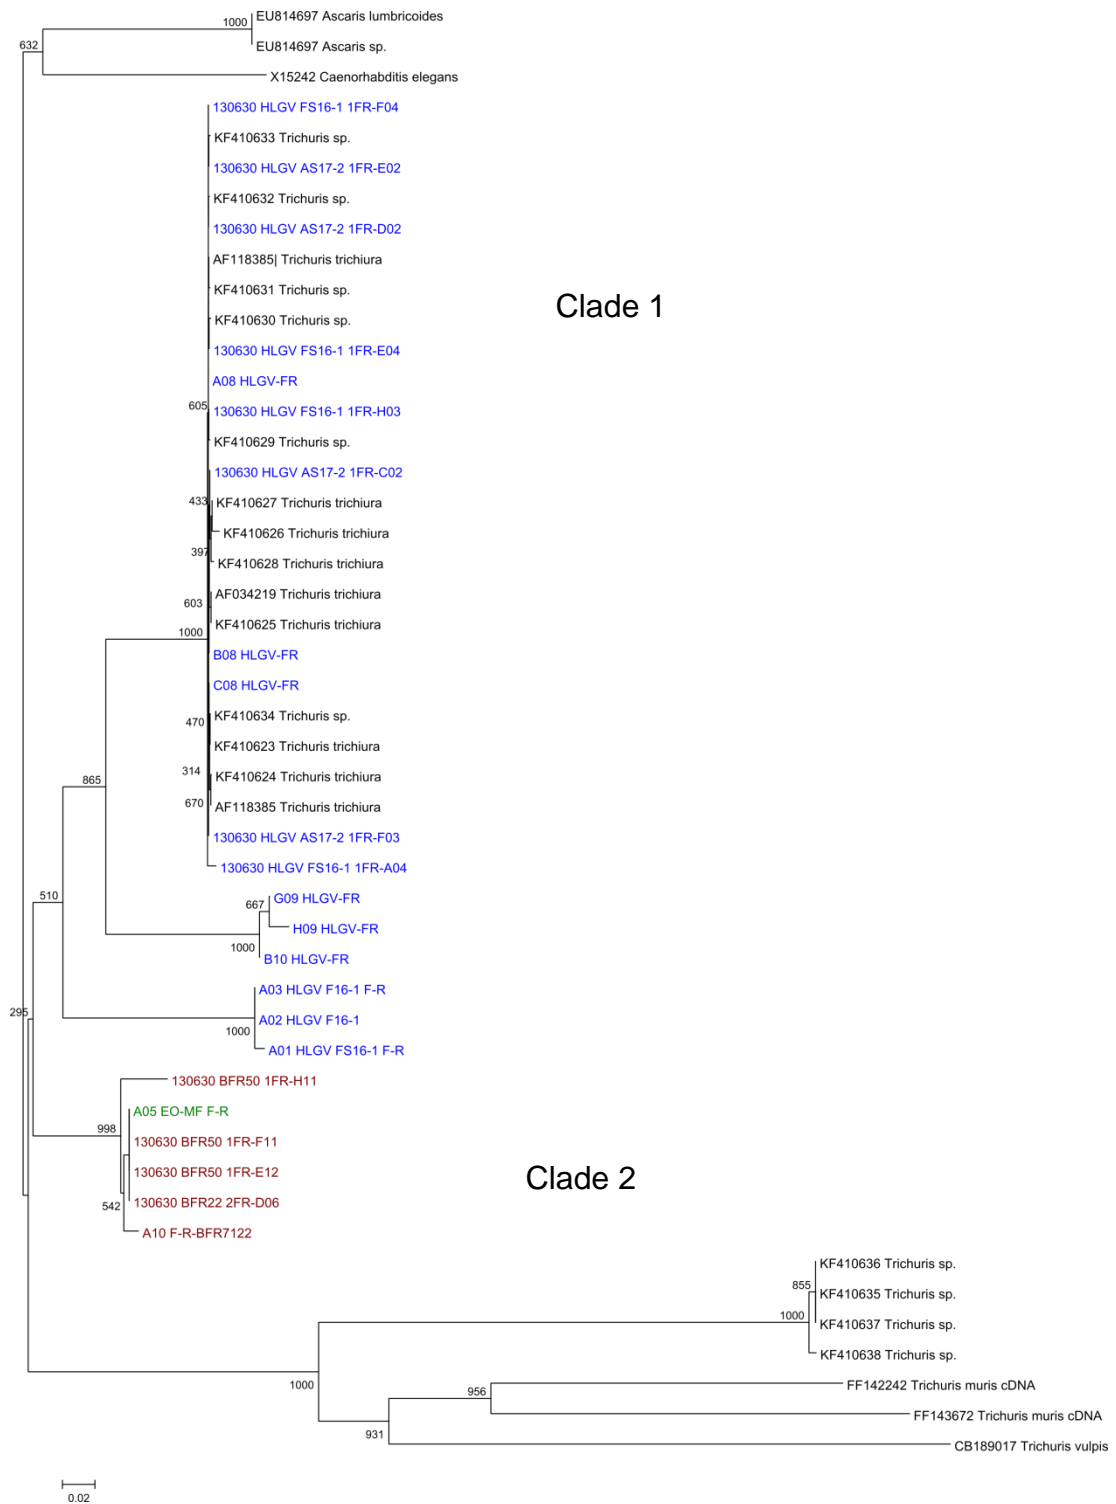 EU814697 Ascaris lumbricoides
1000
EU814697 Ascaris sp.
632
X15242 Caenorhabditis elegans
130630 HLGV FS16-1 1FR-F04
KF410633 Trichuris sp.
130630 HLGV AS17-2 1FR-E02
KF410632 Trichuris sp.
130630 HLGV AS17-2 1FR-D02
AF118385| Trichuris trichiura
KF410631 Trichuris sp.
Clade 1
KF410630 Trichuris sp.
130630 HLGV FS16-1 1FR-E04
A08 HLGV-FR
605
130630 HLGV FS16-1 1FR-H03
KF410629 Trichuris sp.
130630 HLGV AS17-2 1FR-C02
433
KF410627 Trichuris trichiura
KF410626 Trichuris trichiura
397
KF410628 Trichuris trichiura
AF034219 Trichuris trichiura
603
KF410625 Trichuris trichiura
1000
B08 HLGV-FR
C08 HLGV-FR
KF410634 Trichuris sp.
470
KF410623 Trichuris trichiura
314
KF410624 Trichuris trichiura
865
670
AF118385 Trichuris trichiura
130630 HLGV AS17-2 1FR-F03
130630 HLGV FS16-1 1FR-A04
510
G09 HLGV-FR
667
H09 HLGV-FR
1000
B10 HLGV-FR
A03 HLGV F16-1 F-R
295
A02 HLGV F16-1
1000
A01 HLGV FS16-1 F-R
130630 BFR50 1FR-H11
A05 EO-MF F-R
998
130630 BFR50 1FR-F11
130630 BFR50 1FR-E12
Clade 2
130630 BFR22 2FR-D06
542
A10 F-R-BFR7122
KF410636 Trichuris sp.
855
KF410635 Trichuris sp.
1000
KF410637 Trichuris sp.
KF410638 Trichuris sp.
1000
FF142242 Trichuris muris cDNA
956
FF143672 Trichuris muris cDNA
931
CB189017 Trichuris vulpis
0.02